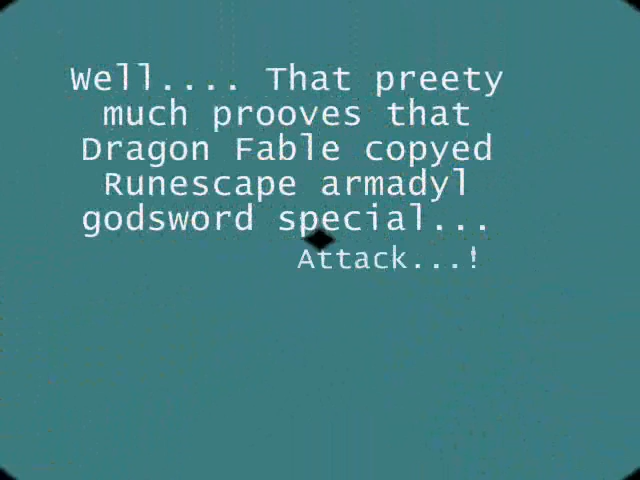 Well.... That preety
much prooves that
Dragon Fable copyed
Runescape armadyl
godsword special...
Attack...!